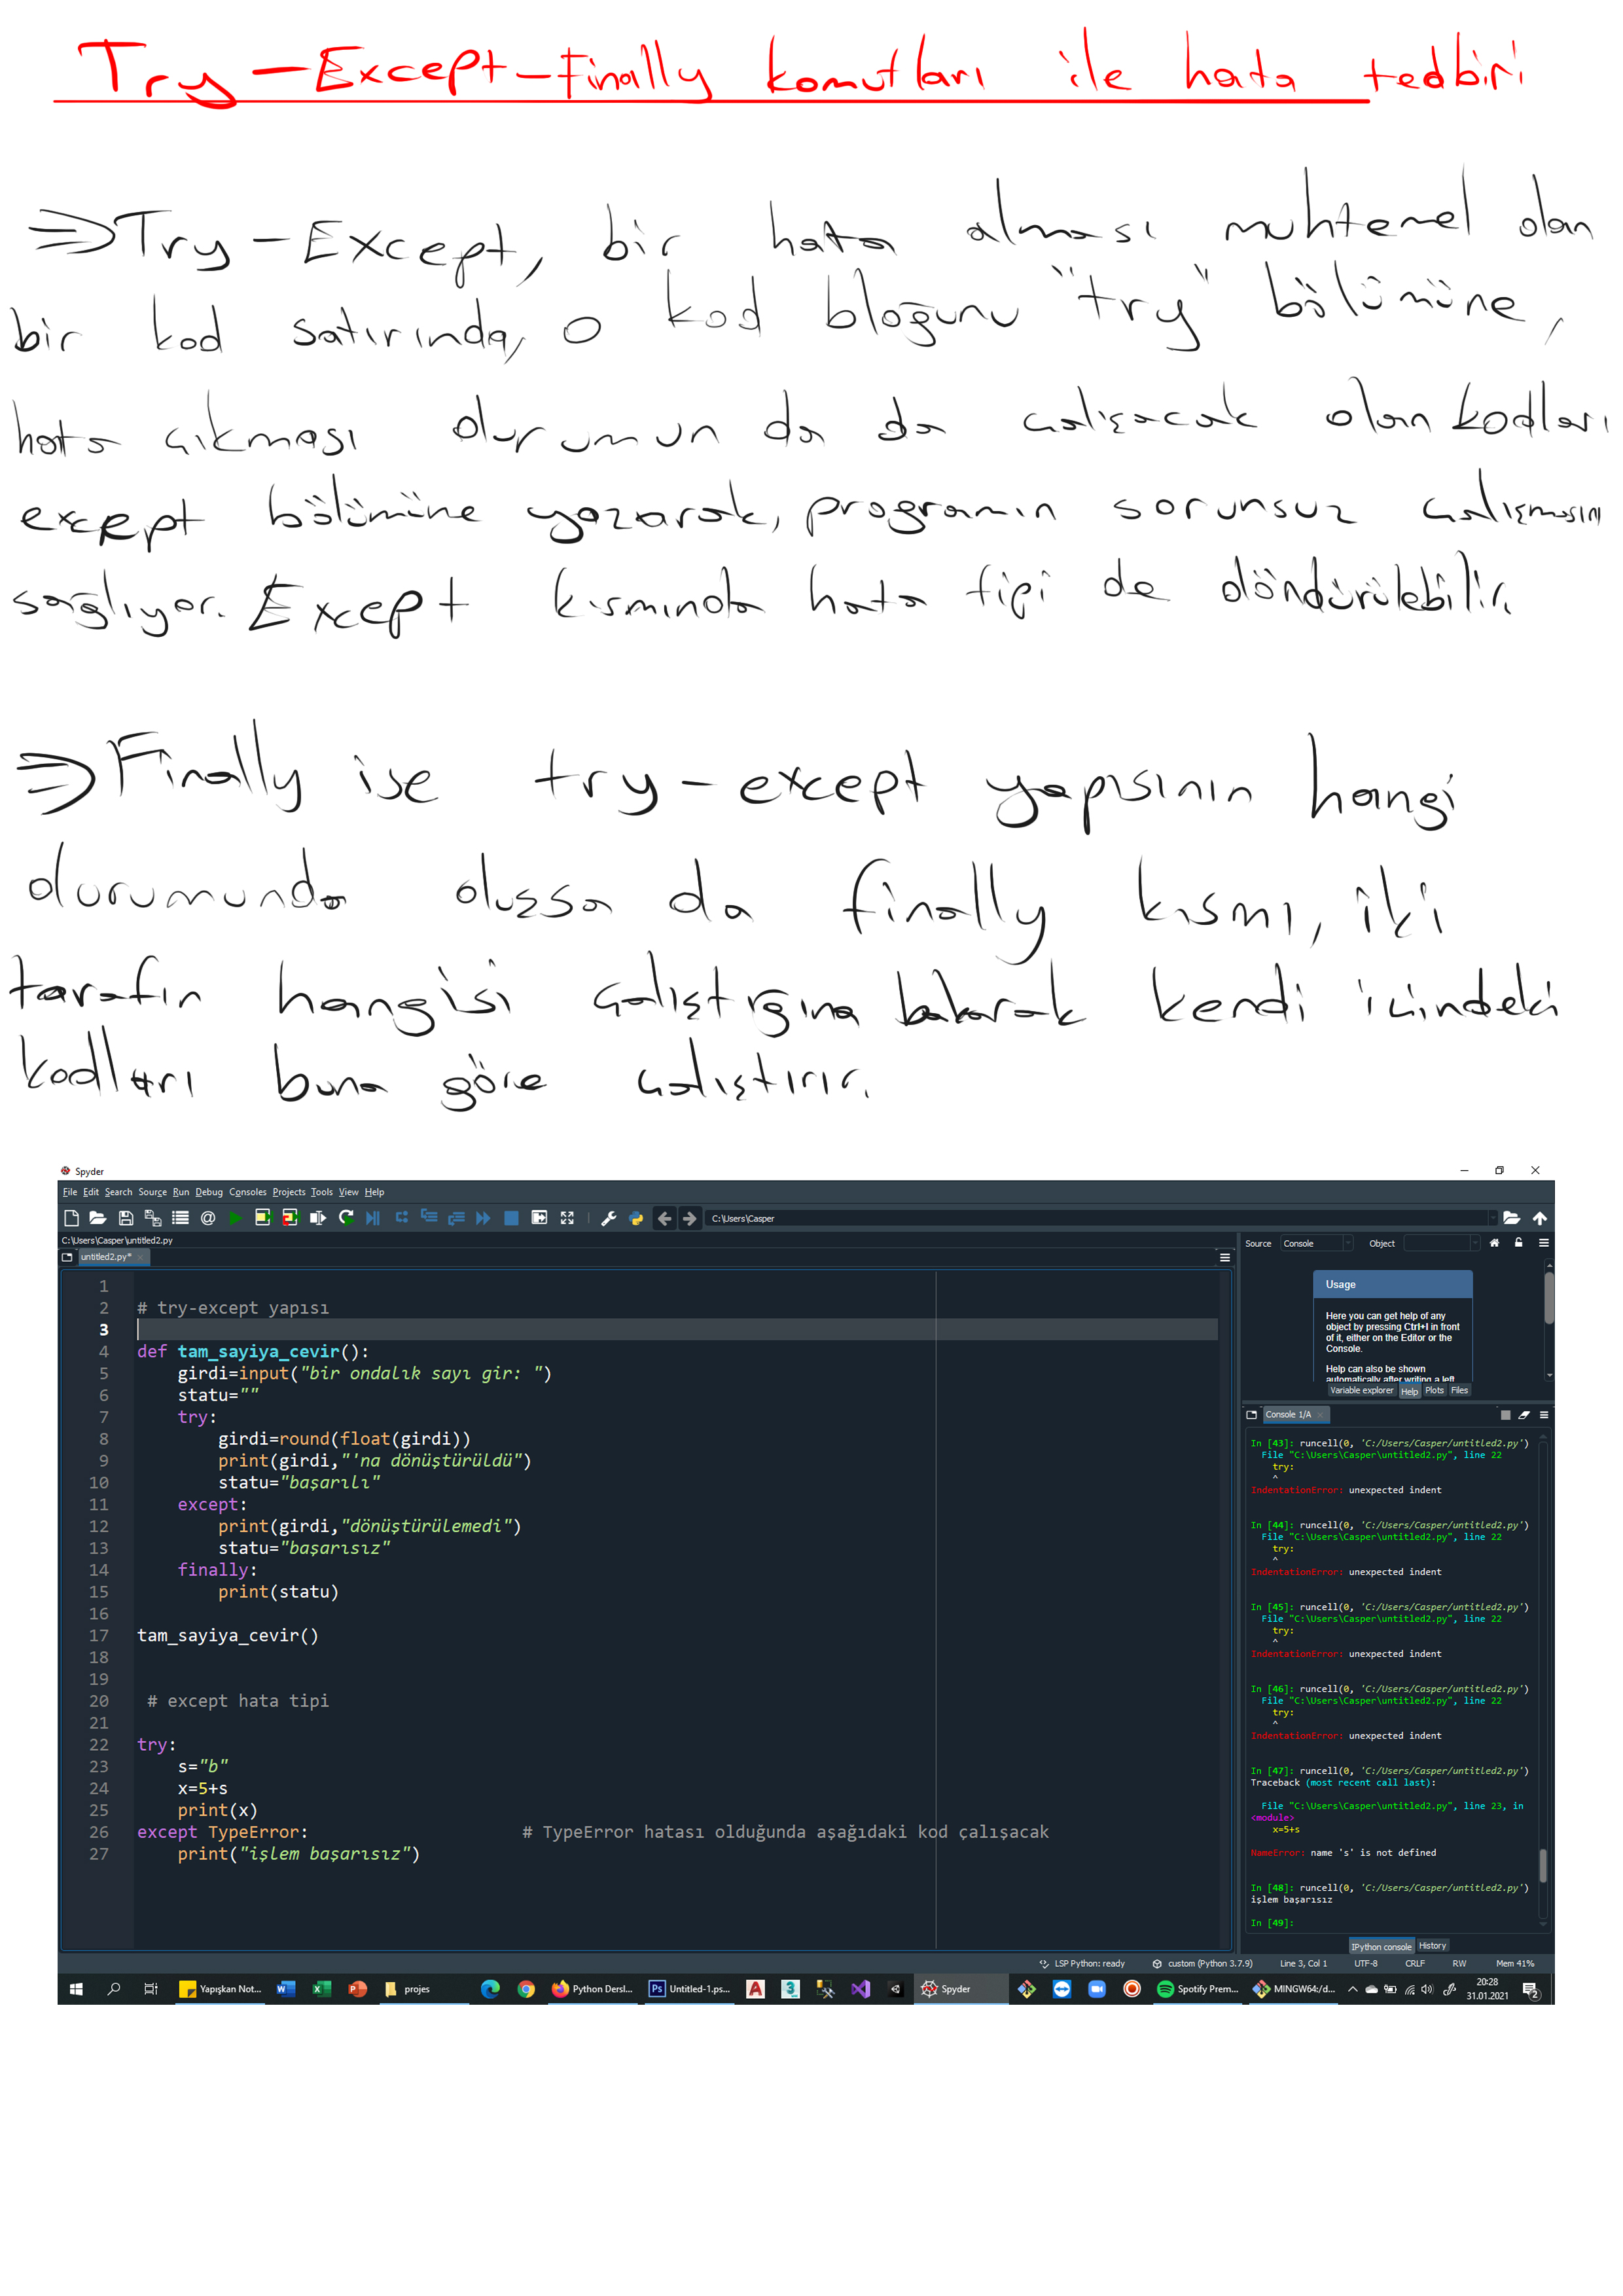 Try-Except-Finally komutları ile hata tedbiri
⇒Try-Except, bir hata alması muhtemel olan
bir kod satırında, o kod bloğunu "try" bölümüne,
hata çıkması durumun da da çalışacak olan kodları
except bölümüne yazarak, programın sorunsuz çalışmasını
sağlıyor. Except kısmında hata tipi de döndürülebilir.
⇒Finally ise try-except yapısının hangi
durumunda oluşsa da finally kısmı, iki
tarafın hangisi çalıştığına bakarak kendi içindeki
kodları buna göre çalıştırır.
Spyder
File Edit Search Source Run Debug Consoles Projects Tools View Help
C:\Users\Casper
C:\Users\Casper\untitled2.py
untitled2.py*
1
2 # try-except yapısı
3
4 def tam_sayiya_cevir():
5 girdi=input("bir ondalık sayı gir: ")
6 statu=""
7 try:
8 girdi=round(float(girdi))
9 print(girdi,"'na dönüştürüldü")
10 statu="başarılı"
11 except:
12 print(girdi,"dönüştürülemedi")
13 statu="başarısız"
14 finally:
15 print(statu)
16
17 tam_sayiya_cevir()
18
19
20 # except hata tipi
21
22 try:
23 s="b"
24 x=5+s
25 print(x)
26 except TypeError: # TypeError hatası olduğunda aşağıdaki kod çalışacak
27 print("işlem başarısız")
Source Console Object
Usage
Here you can get help of any
object by pressing Ctrl+I in front
of it, either on the Editor or the
Console.
Help can also be shown
automatically after writing a left
Variable explorer Help Plots Files
Console 1/A
In [43]: runcell(0, 'C:/Users/Casper/untitled2.py')
File "C:\Users\Casper\untitled2.py", line 22
try:
^
IndentationError: unexpected indent
In [44]: runcell(0, 'C:/Users/Casper/untitled2.py')
File "C:\Users\Casper\untitled2.py", line 22
try:
^
IndentationError: unexpected indent
In [45]: runcell(0, 'C:/Users/Casper/untitled2.py')
File "C:\Users\Casper\untitled2.py", line 22
try:
^
IndentationError: unexpected indent
In [46]: runcell(0, 'C:/Users/Casper/untitled2.py')
File "C:\Users\Casper\untitled2.py", line 22
try:
^
IndentationError: unexpected indent
In [47]: runcell(0, 'C:/Users/Casper/untitled2.py')
Traceback (most recent call last):
File "C:\Users\Casper\untitled2.py", line 23, in
<module>
x=5+s
NameError: name 's' is not defined
In [48]: runcell(0, 'C:/Users/Casper/untitled2.py')
işlem başarısız
In [49]:
IPython console History
LSP Python: ready custom (Python 3.7.9) Line 3, Col 1 UTF-8 CRLF RW Mem 41%
Yapışkan Not... projes Python Dersl... Untitled-1.ps... Spyder Spotify Prem... MINGW64:/d... 20:28
31.01.2021 2